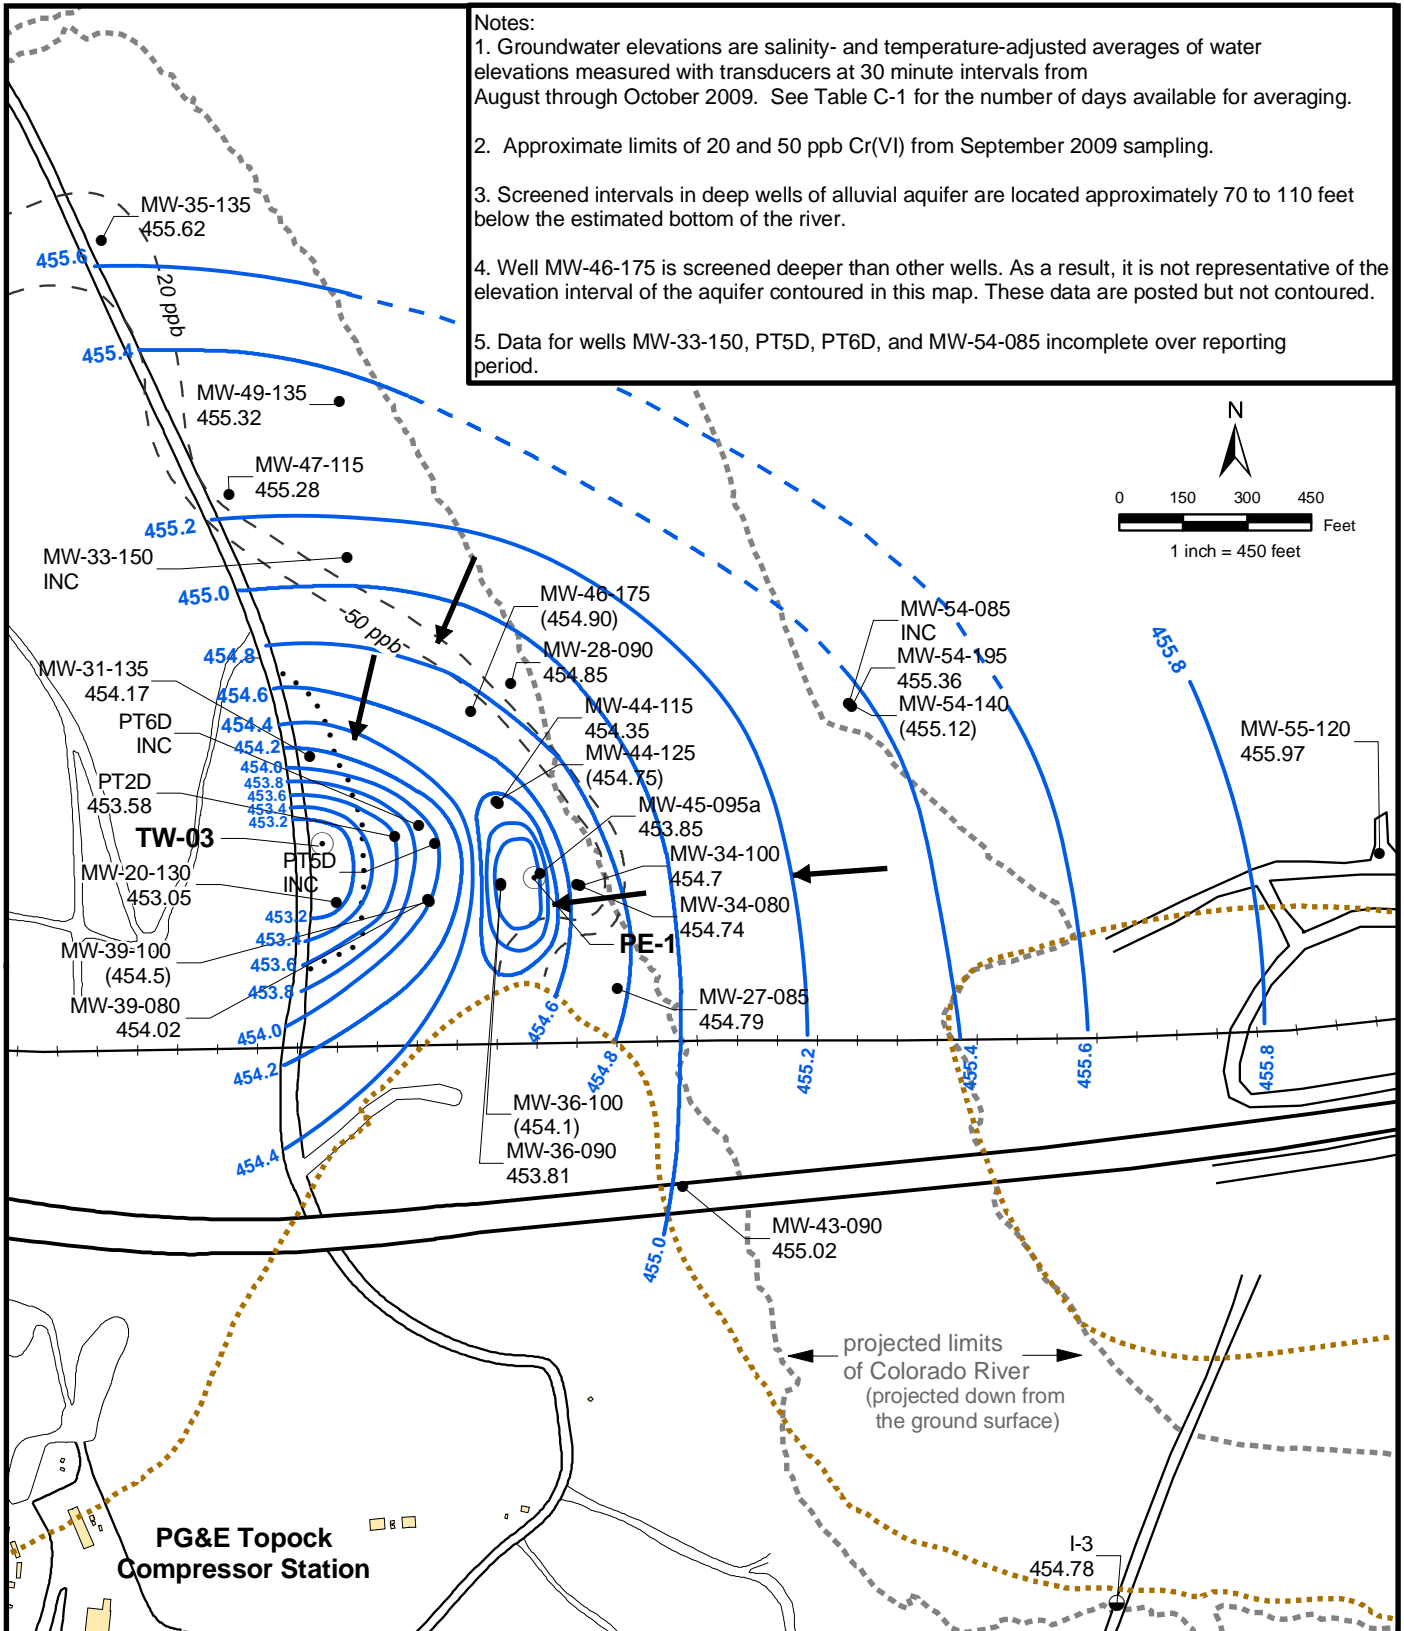 Notes:
1. Groundwater elevations are salinity- and temperature-adjusted averages of water
elevations measured with transducers at 30 minute intervals from
August through October 2009.  See Table C-1 for the number of days available for averaging.
2.  Approximate limits of 20 and 50 ppb Cr(VI) from September 2009 sampling.
3. Screened intervals in deep wells of alluvial aquifer are located approximately 70 to 110 feet
below the estimated bottom of the river.
4. Well MW-46-175 is screened deeper than other wells. As a result, it is not representative of the
elevation interval of the aquifer contoured in this map. These data are posted but not contoured.
5. Data for wells MW-33-150, PT5D, PT6D, and MW-54-085 incomplete over reporting
period.
MW-35-135
455.62
455.6
20 ppb
455.4
MW-49-135
455.32
N
0 150 300 450
Feet
1 inch = 450 feet
MW-47-115
455.28
455.2
MW-33-150
INC
455.0
MW-46-175
(454.90)
50 ppb
MW-54-085
INC
MW-54-195
455.36
MW-54-140
(455.12)
455.8
454.8
MW-28-090
454.85
MW-31-135
454.17
454.6
MW-44-115
454.35
454.4
PT6D
INC
MW-55-120
455.97
454.2
MW-44-125
(454.75)
454.0
PT2D
453.58
453.8
453.6
453.4
453.2
MW-45-095a
453.85
TW-03
PT5D
INC
MW-34-100
454.7
MW-20-130
453.05
MW-34-080
454.74
453.2
453.4
PE-1
MW-39-100
(454.5)
453.6
453.8
MW-39-080
454.02
MW-27-085
454.79
454.0
454.6
454.2
454.8
455.2
455.4
455.6
455.8
MW-36-100
(454.1)
MW-36-090
453.81
454.4
MW-43-090
455.02
455.0
projected limits
of Colorado River
(projected down from
the ground surface)
PG&E Topock
Compressor Station
I-3
454.78